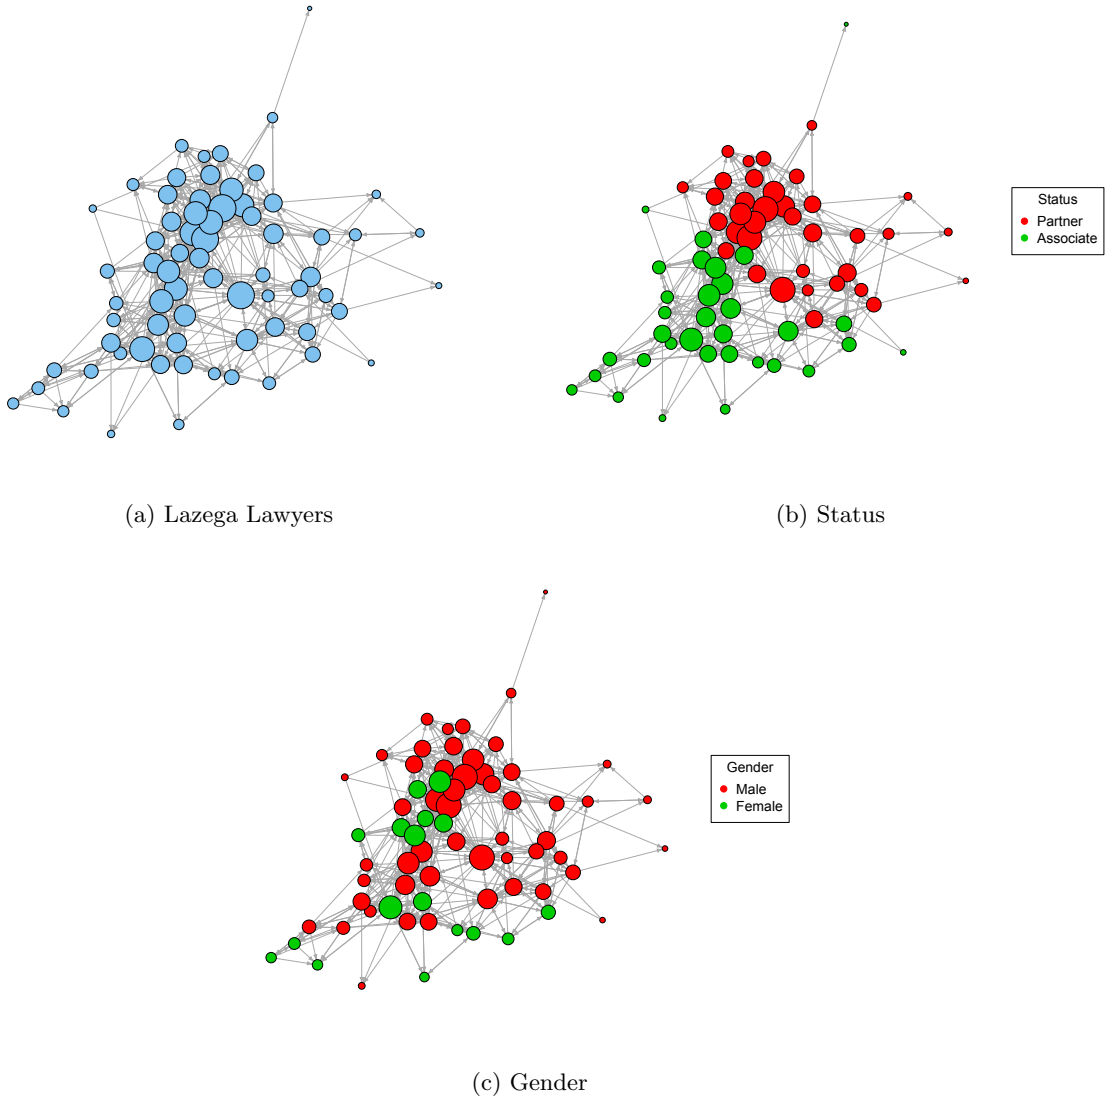 Status
Partner
Associate
(a) Lazega Lawyers
(b) Status
Gender
Male
Female
(c) Gender